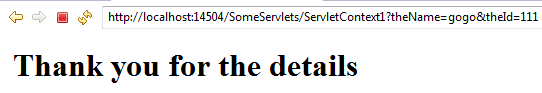 http://localhost:14504/SomeServlets/ServletContext1?theName=gogo&theId=111
Thank you for the details